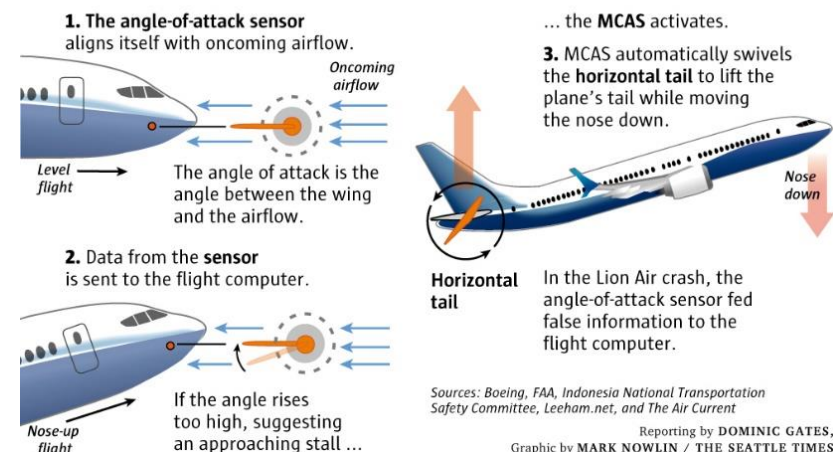 1. The angle-of-attack sensor
aligns itself with oncoming airflow.
Oncoming
airflow
Level
flight
The angle of attack is the
angle between the wing
and the airflow.
2. Data from the sensor
is sent to the flight computer.
Nose-up
flight
If the angle rises
too high, suggesting
an approaching stall ...
... the MCAS activates.
3. MCAS automatically swivels
the horizontal tail to lift the
plane’s tail while moving
the nose down.
Nose
down
Horizontal
tail
In the Lion Air crash, the
angle-of-attack sensor fed
false information to the
flight computer.
Sources: Boeing, FAA, Indonesia National Transportation
Safety Committee, Leeham.net, and The Air Current
Reporting by DOMINIC GATES,
Graphic by MARK NOWLIN / THE SEATTLE TIMES